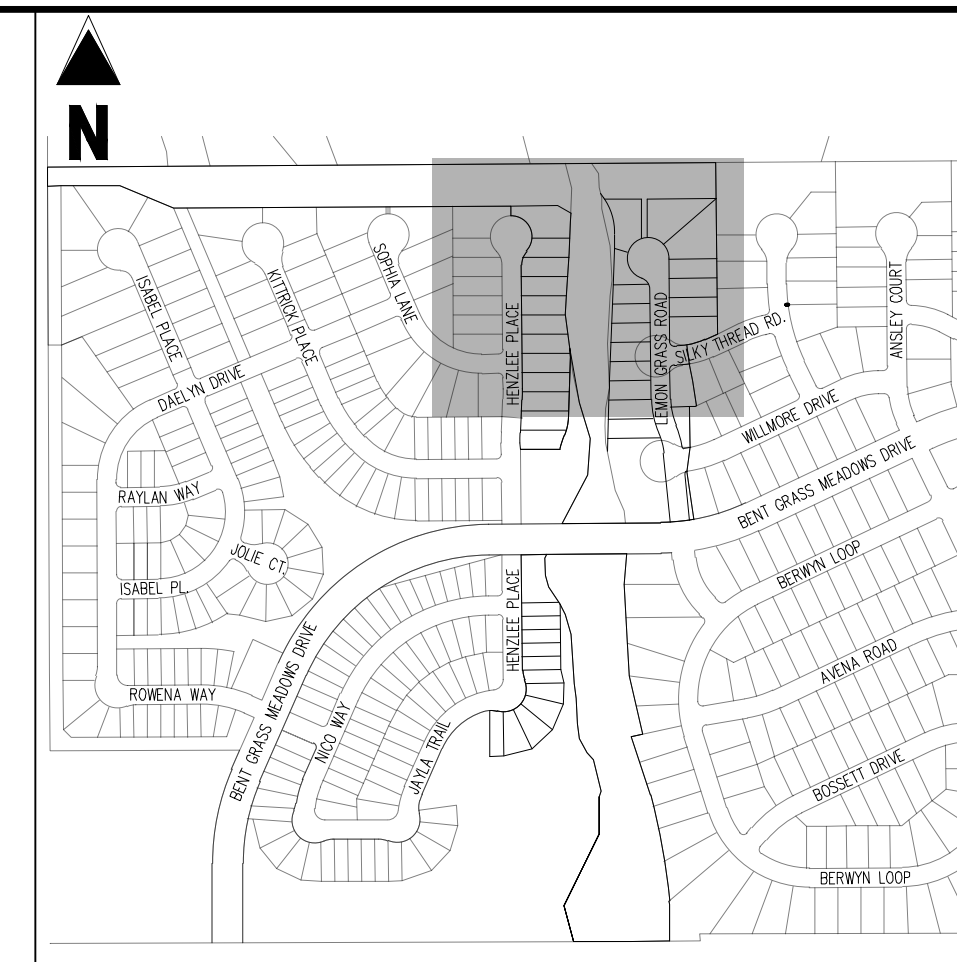 N
ISABEL PLACE
KITTRICK PLACE
SOPHIA LANE
HENZLEE PLACE
LEMON GRASS ROAD
SILKY THREAD RD.
ANSLEY COURT
DAELYN DRIVE
WILLMORE DRIVE
BENT GRASS MEADOWS DRIVE
RAYLAN WAY
JOLIE CT.
ISABEL PL.
BERWYN LOOP
HENZLEE PLACE
AVENA ROAD
ROWENA WAY
BENT GRASS MEADOWS DRIVE
NICO WAY
JAYLA TRAIL
BOSSETT DRIVE
BERWYN LOOP